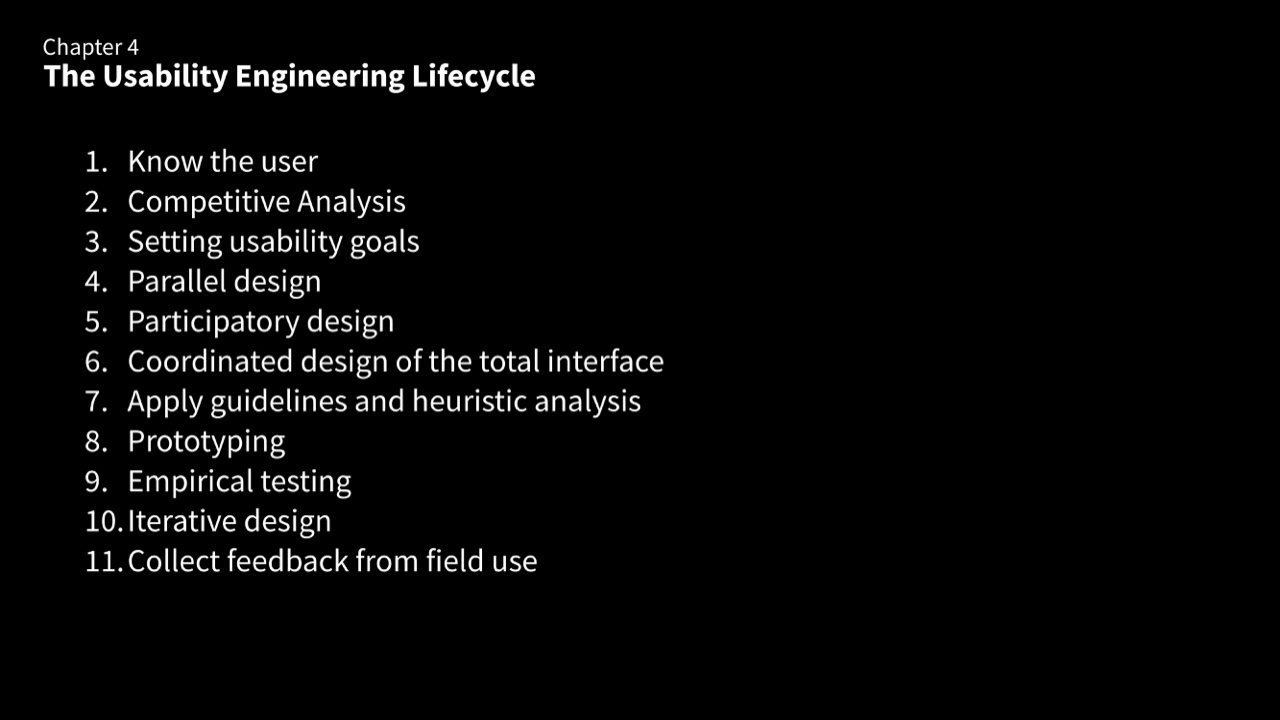 Chapter 4
The Usability Engineering Lifecycle
1. Know the user
2. Competitive Analysis
3. Setting usability goals
4. Parallel design
5. Participatory design
6. Coordinated design of the total interface
7. Apply guidelines and heuristic analysis
8. Prototyping
9. Empirical testing
10. Iterative design
11. Collect feedback from field use